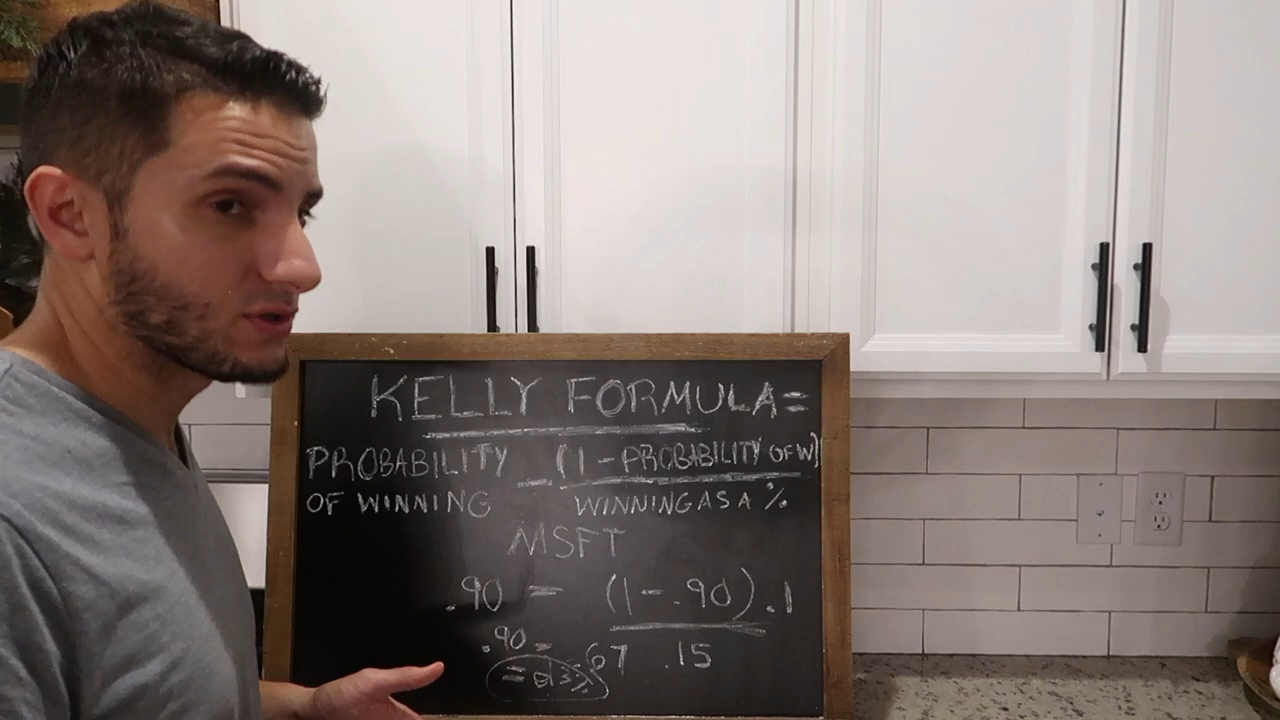 KELLY FORMULA=
PROBABILITY - (1 - PROBABILITY OF W)
OF WINNING WINNING AS A %
MSFT
.90 - (1-.90) .1
.90 - .67 .15